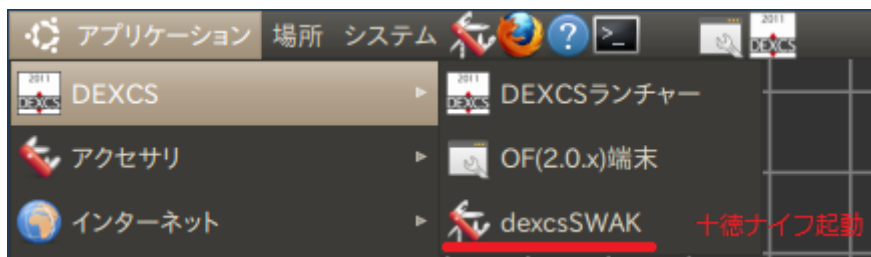 アプリケーション 場所 システム
2011 DEXCS
2011 DEXCS DEXCS
2011 DEXCS DEXCSランチャー
アクセサリ
OF(2.0.x)端末
インターネット
dexcsSWAK 十徳ナイフ起動